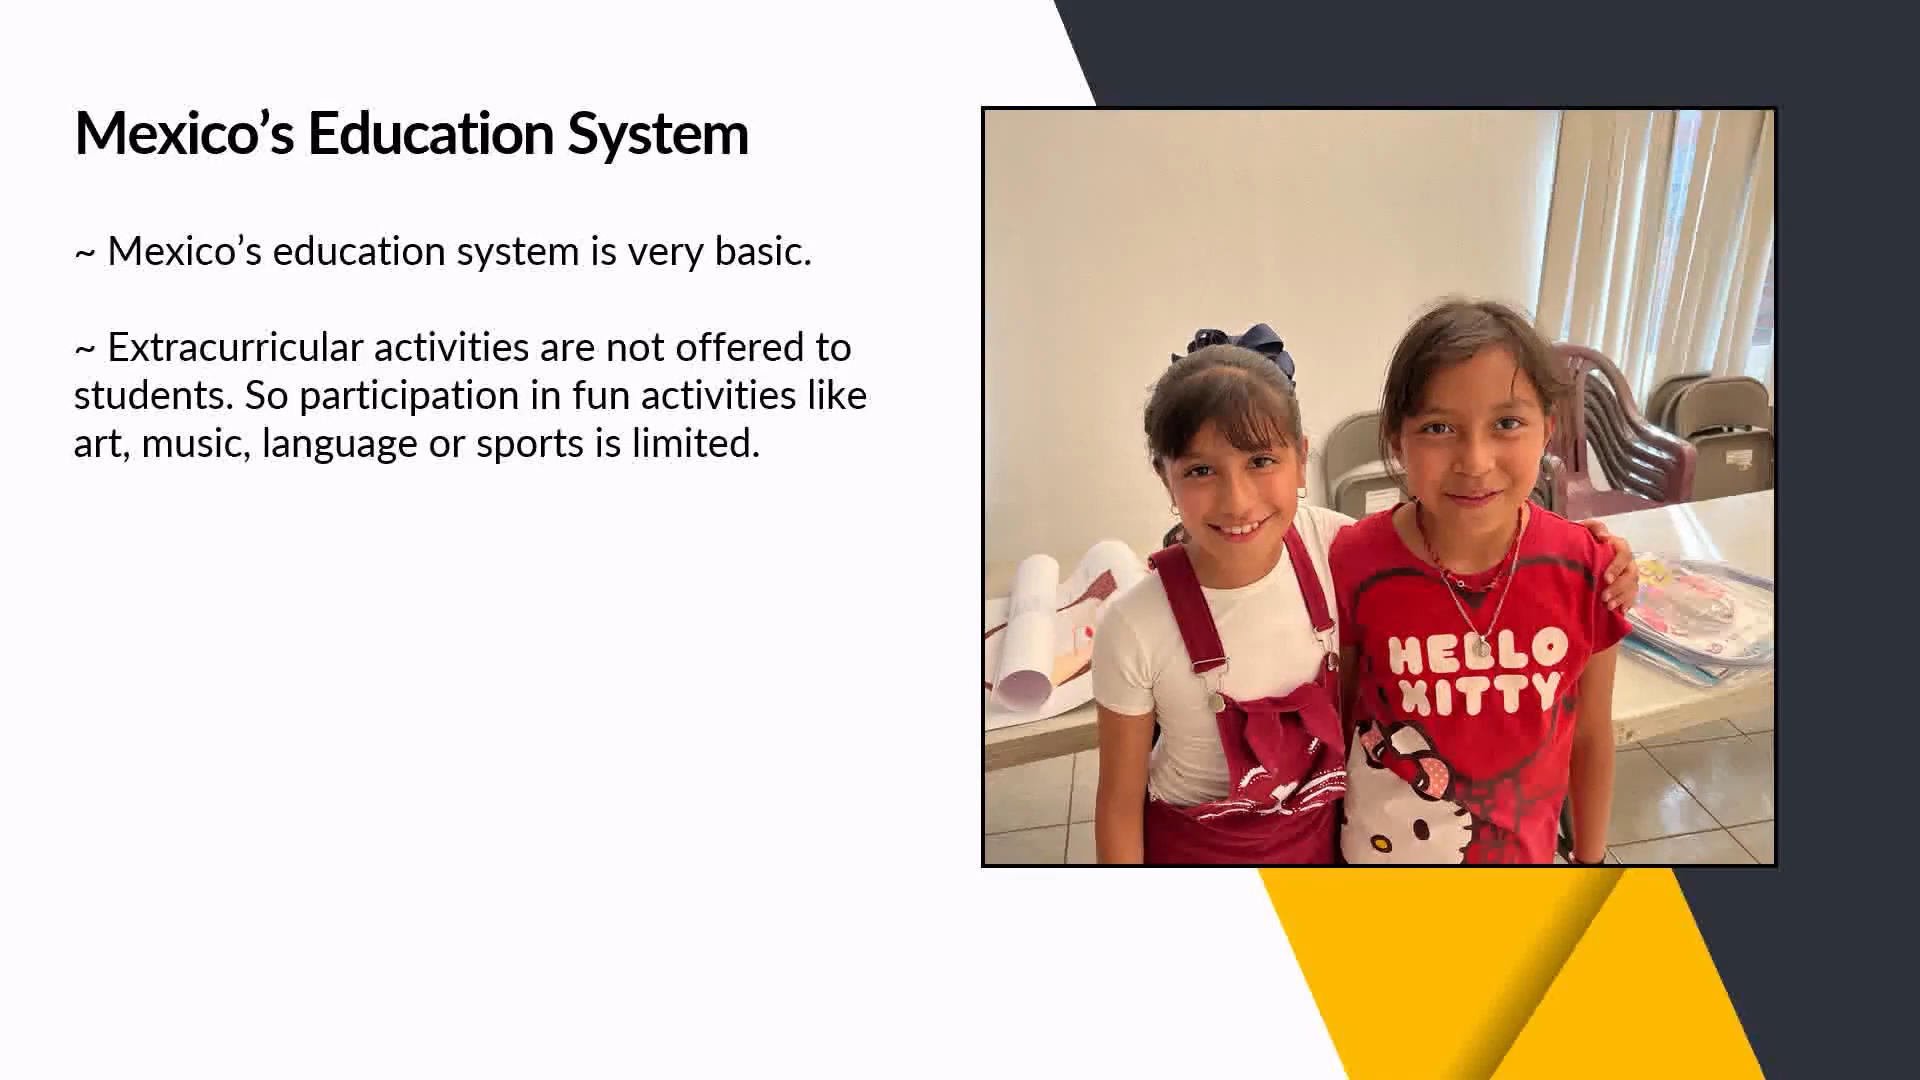 Mexico’s Education System
~ Mexico’s education system is very basic.
~ Extracurricular activities are not offered to
students. So participation in fun activities like
art, music, language or sports is limited.
HELLO
KITTY